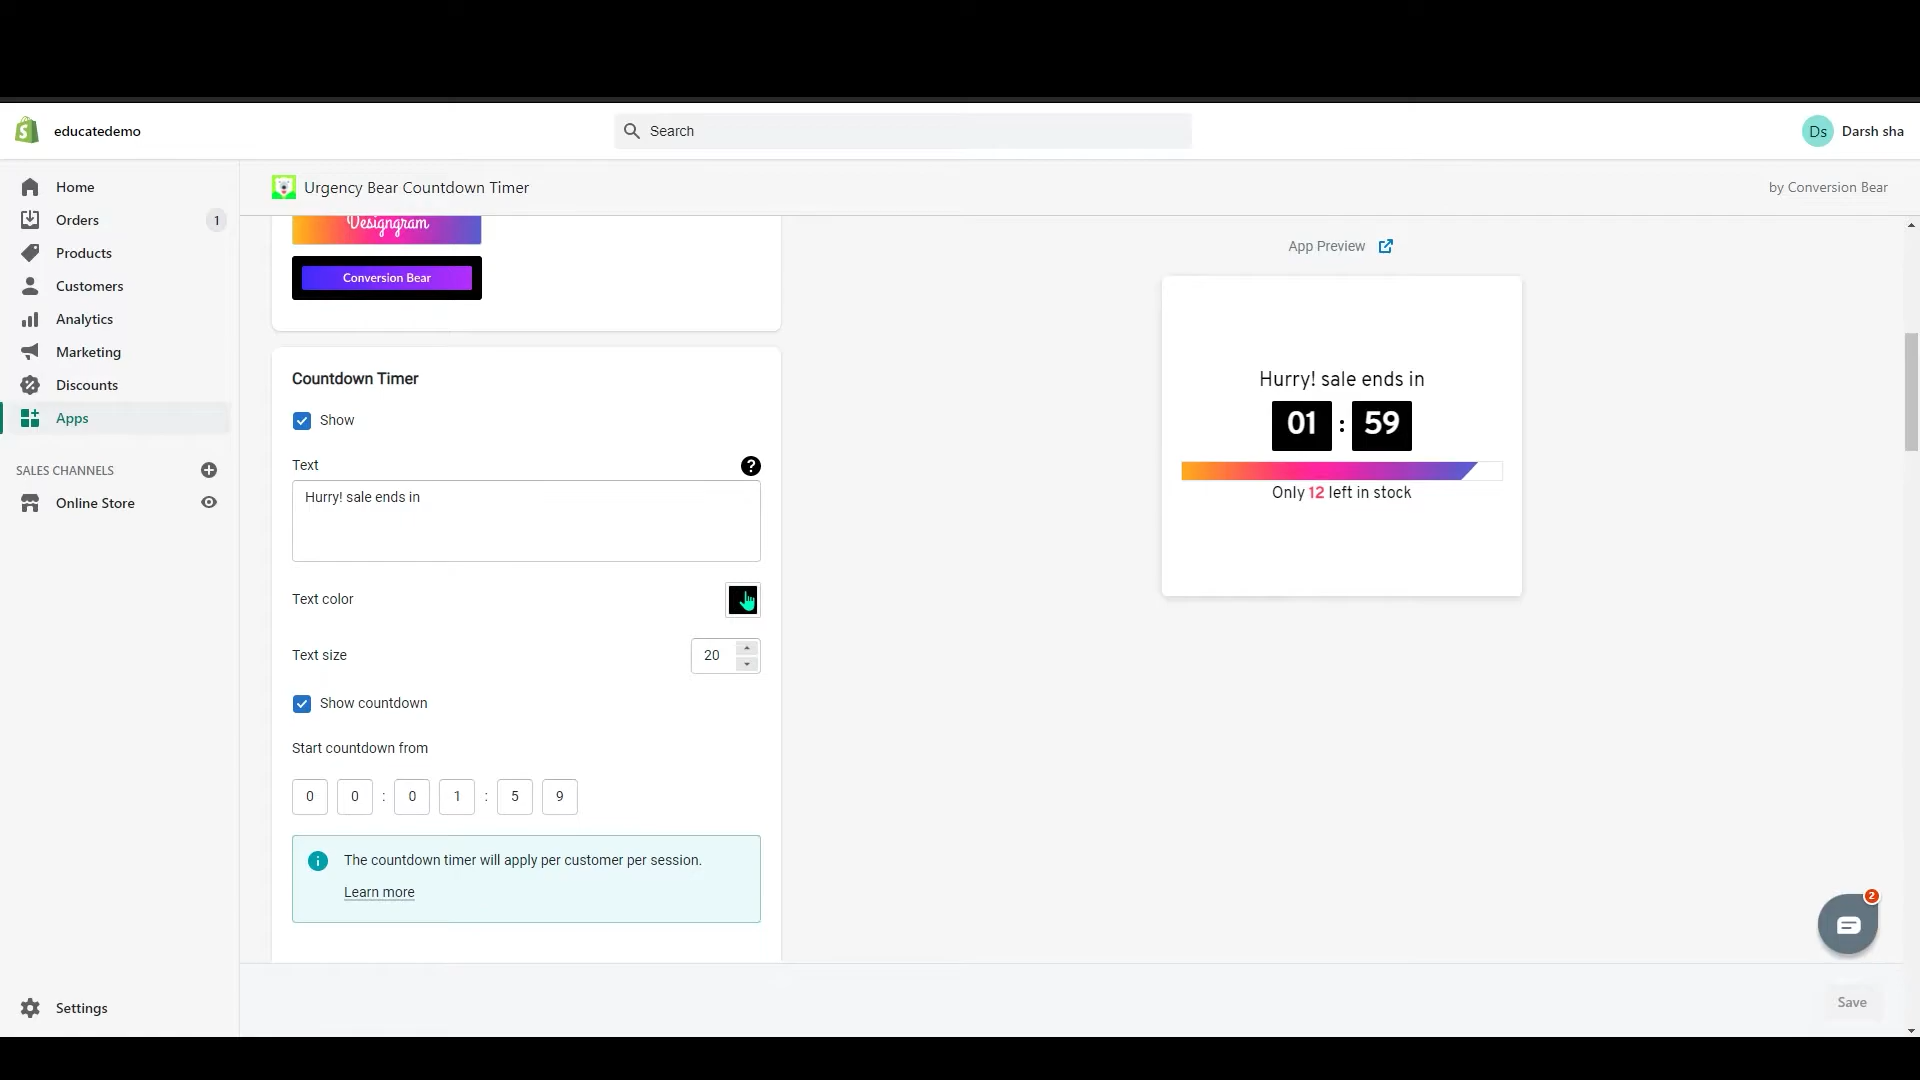 educatedemo
Search
Ds
Darsh sha
Home
Orders
1
Products
Customers
Analytics
Marketing
Discounts
Apps
SALES CHANNELS
Online Store
Settings
Urgency Bear Countdown Timer
by Conversion Bear
Designgram
Conversion Bear
Countdown Timer
Show
Text
?
Hurry! sale ends in
Text color
Text size
20
Show countdown
Start countdown from
0 0 : 0 1 : 5 9
The countdown timer will apply per customer per session.
Learn more
App Preview
Hurry! sale ends in
01 : 59
Only 12 left in stock
2
Save